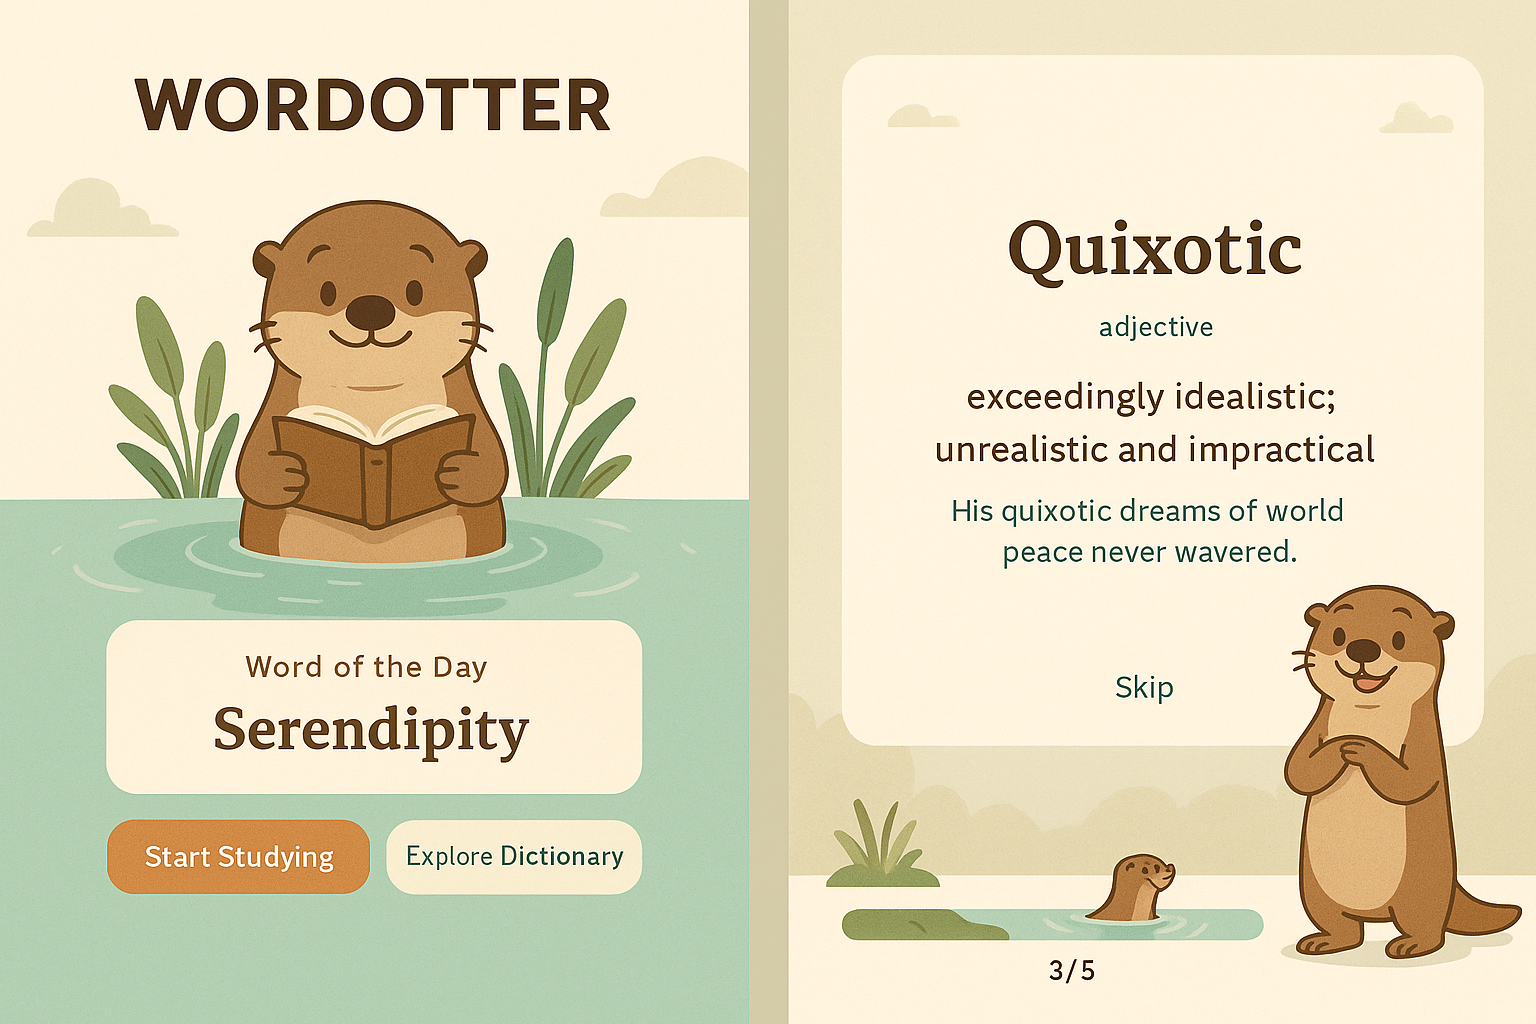 WORDOTTER
Word of the Day
Serendipity
Start Studying
Explore Dictionary
Quixotic
adjective
exceedingly idealistic;
unrealistic and impractical
His quixotic dreams of world
peace never wavered.
Skip
3/5